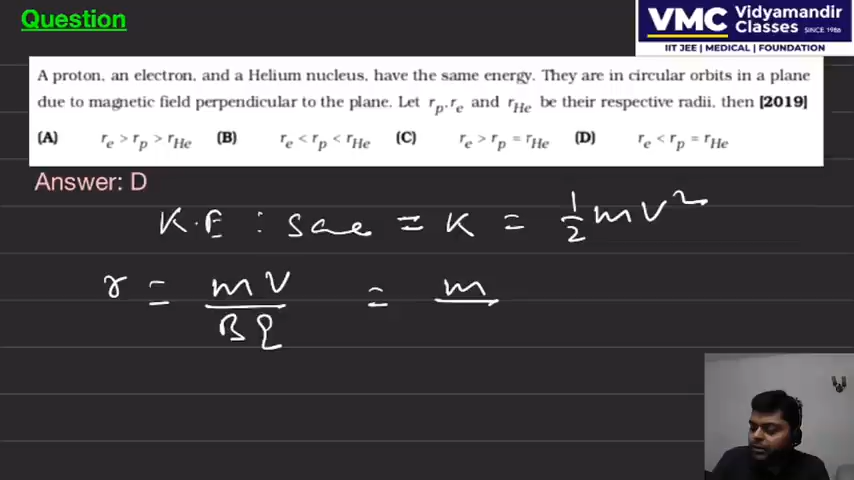 Question
VMC Vidyamandir Classes SINCE 1986
IIT JEE | MEDICAL | FOUNDATION
A proton, an electron, and a Helium nucleus, have the same energy. They are in circular orbits in a plane
due to magnetic field perpendicular to the plane. Let r_p, r_e and r_He be their respective radii, then [2019]
(A) r_e > r_p > r_He (B) r_e < r_p < r_He (C) r_e > r_p = r_He (D) r_e < r_p = r_He
Answer: D
K.E : Same = K = 1/2 mv²
r = mv/Bq = m